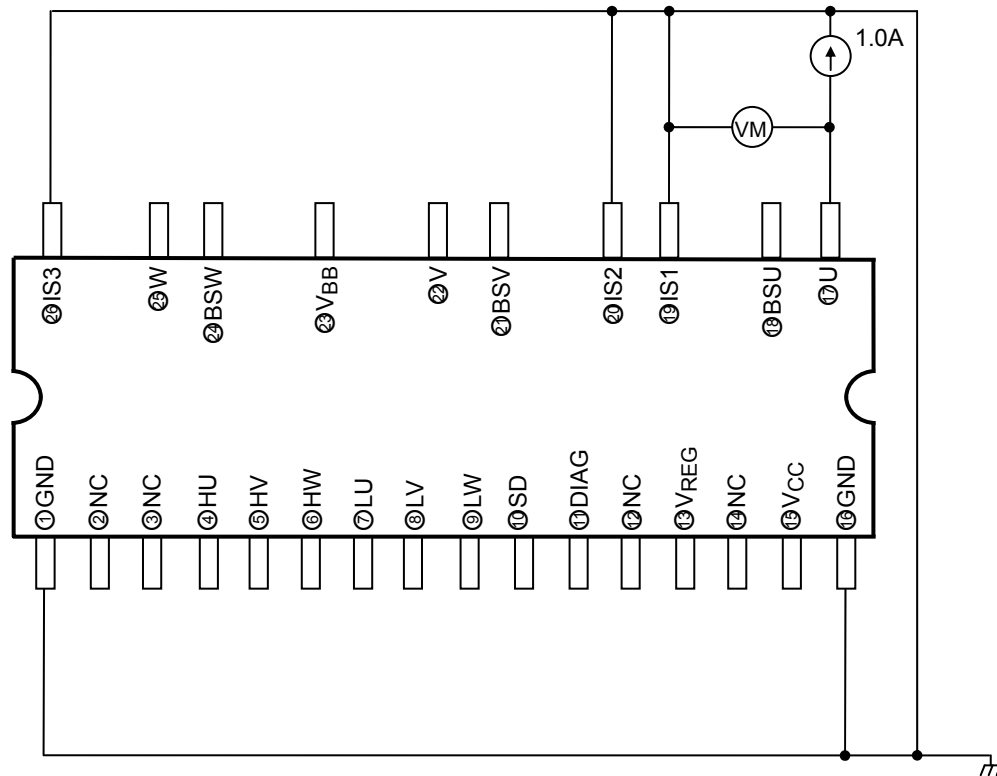 1.0A
VM
㉖IS3
㉕W
㉔BSW
㉓VBB
㉒V
㉑BSV
⑳IS2
⑲IS1
⑱BSU
⑰U
①GND
②NC
③NC
④HU
⑤HV
⑥HW
⑦LU
⑧LV
⑨LW
⑩SD
⑪DIAG
⑫NC
⑬VREG
⑭NC
⑮VCC
⑯GND